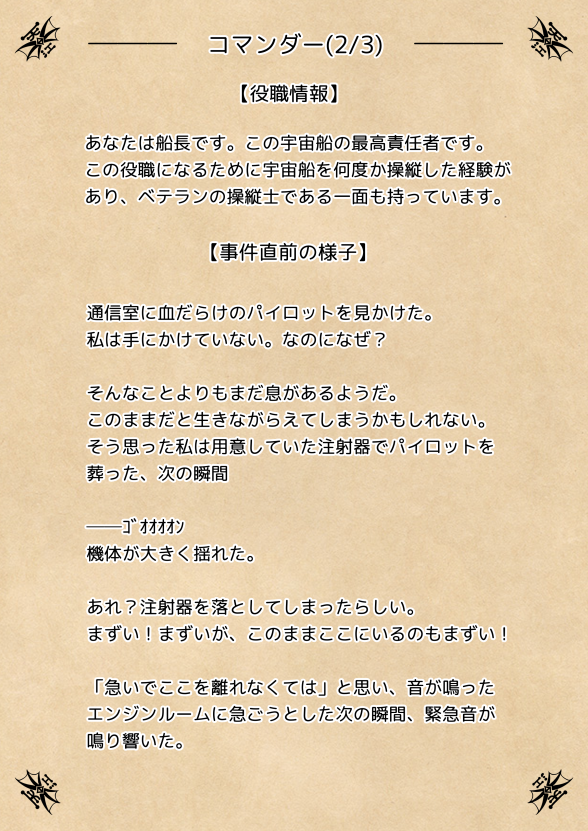 コマンダー(2/3)
【役職情報】
あなたは船長です。この宇宙船の最高責任者です。
この役職になるために宇宙船を何度か操縦した経験が
あり、ベテランの操縦士である一面も持っています。
【事件直前の様子】
通信室に血だらけのパイロットを見かけた。
私は手にかけていない。なのになぜ？
そんなことよりもまだ息があるようだ。
このままだと生きながらえてしまうかもしれない。
そう思った私は用意していた注射器でパイロットを
葬った、次の瞬間
――ｺﾞｵｵｵｵﾝ
機体が大きく揺れた。
あれ？注射器を落としてしまったらしい。
まずい！まずいが、このままここにいるのもまずい！
「急いでここを離れなくては」と思い、音が鳴った
エンジンルームに急ごうとした次の瞬間、緊急音が
鳴り響いた。